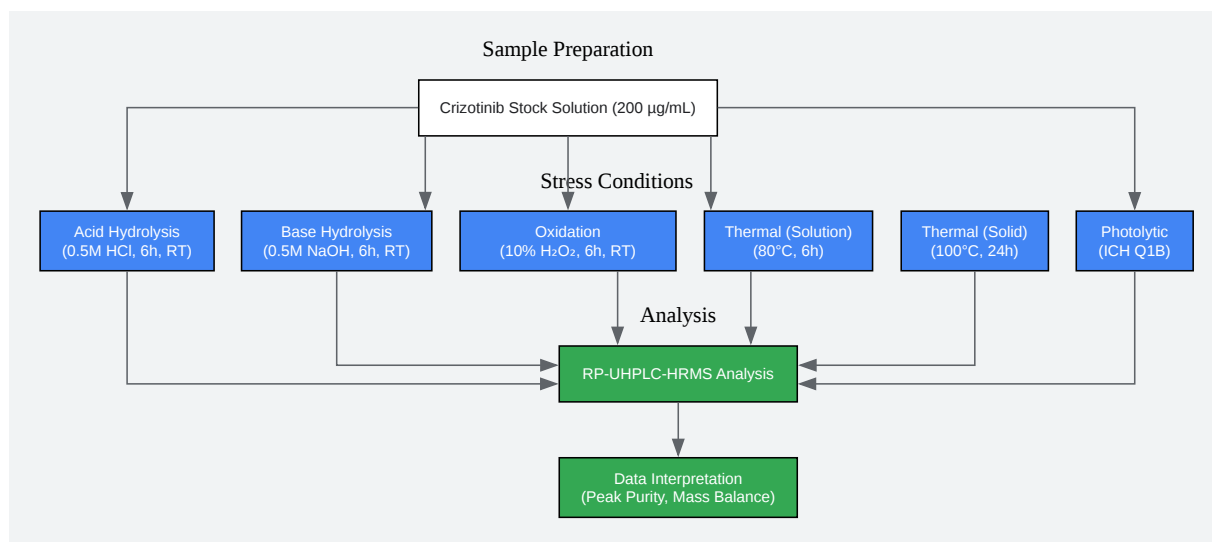 Sample Preparation
Crizotinib Stock Solution (200 µg/mL)
Stress Conditions
Acid Hydrolysis
(0.5M HCl, 6h, RT)
Base Hydrolysis
(0.5M NaOH, 6h, RT)
Oxidation
(10% H₂O₂, 6h, RT)
Thermal (Solution)
(80°C, 6h)
Thermal (Solid)
(100°C, 24h)
Photolytic
(ICH Q1B)
Analysis
RP-UHPLC-HRMS Analysis
Data Interpretation
(Peak Purity, Mass Balance)